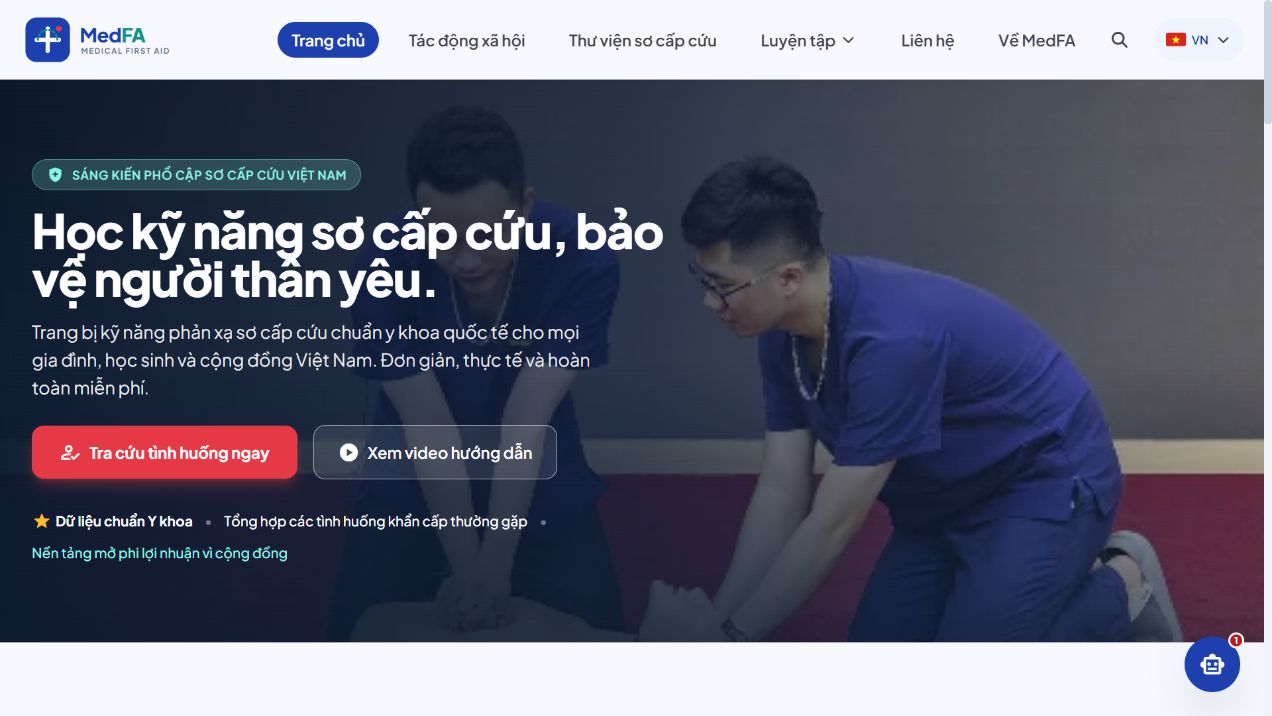 MedFA
MEDICAL FIRST AID
Trang chủ
Tác động xã hội
Thư viện sơ cấp cứu
Luyện tập
Liên hệ
Về MedFA
VN
SÁNG KIẾN PHỔ CẬP SƠ CẤP CỨU VIỆT NAM
Học kỹ năng sơ cấp cứu, bảo
vệ người thân yêu.
Trang bị kỹ năng phản xạ sơ cấp cứu chuẩn y khoa quốc tế cho mọi
gia đình, học sinh và cộng đồng Việt Nam. Đơn giản, thực tế và hoàn
toàn miễn phí.
Tra cứu tình huống ngay
Xem video hướng dẫn
Dữ liệu chuẩn Y khoa • Tổng hợp các tình huống khẩn cấp thường gặp •
Nền tảng mở phi lợi nhuận vì cộng đồng
1